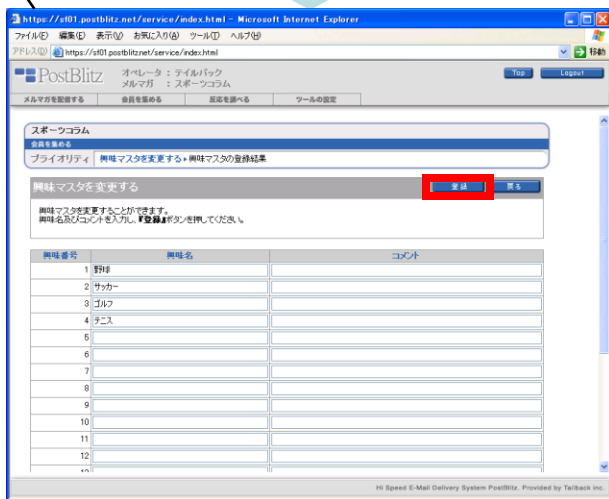 https://sf01.postblitz.net/service/index.html - Microsoft Internet Explorer
ファイル(F) 編集(E) 表示(V) お気に入り(A) ツール(T) ヘルプ(H)
アドレス(D) https://sf01.postblitz.net/service/index.html 移動
PostBlitz オペレータ : テイルバック Top Logout
メルマガ : スポーツコラム
メルマガを配信する 会員を集める 反応を調べる ツールの設定
スポーツコラム
会員を集める
プライオリティ 興味マスタを変更する ▸ 興味マスタの登録結果
興味マスタを変更する 登録 戻る
興味マスタを変更することができます。
興味名及びコメントを入力し、『登録』ボタンを押してください。
興味番号 興味名 コメント
1 野球
2 サッカー
3 ゴルフ
4 テニス
5
6
7
8
9
10
11
12
Hi Speed E-Mail Delivery System PostBlitz. Provided by Tailback inc.